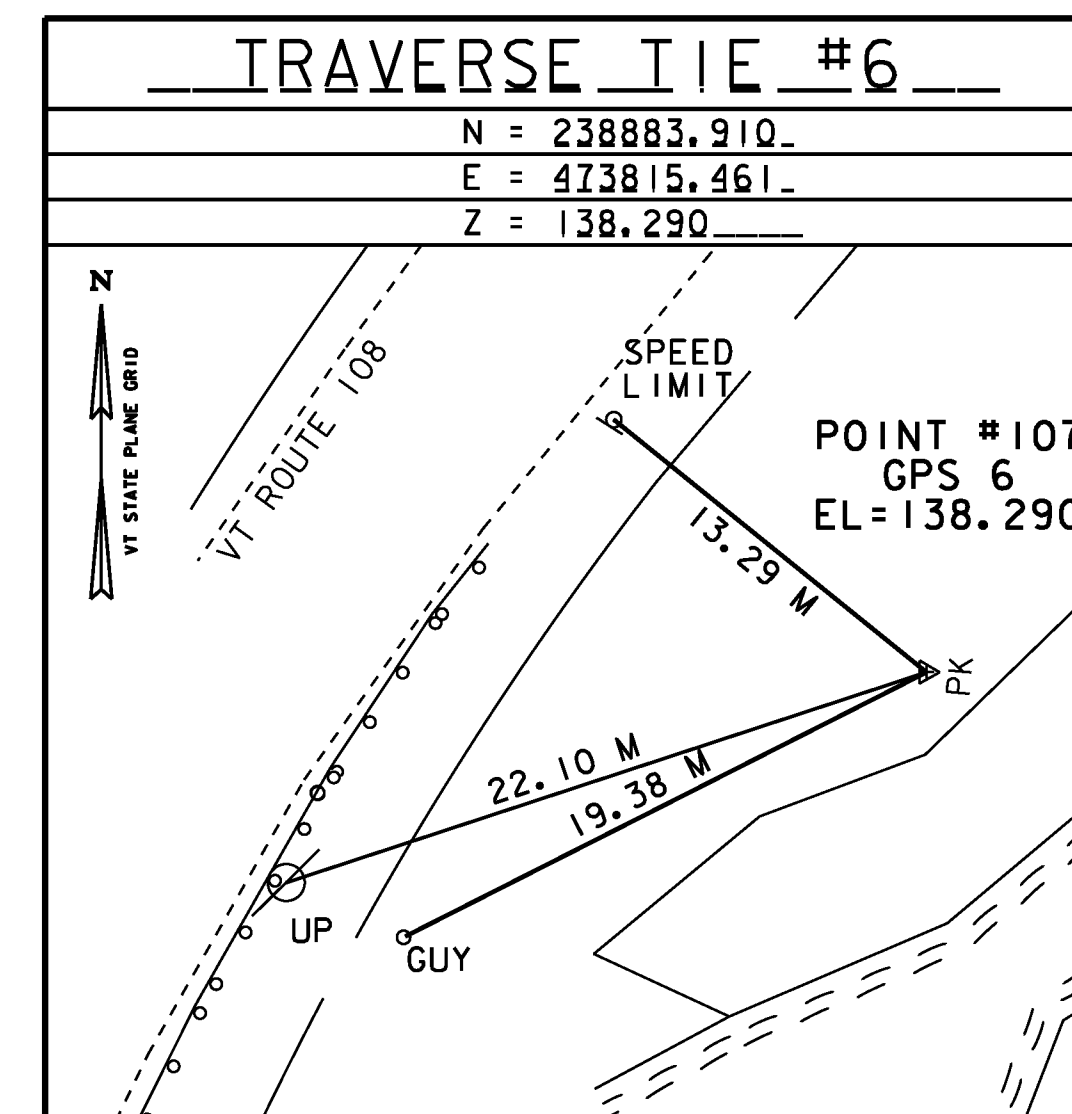 TRAVERSE TIE #6
N = 238883.910
E = 473815.461
Z = 138.290
N
VT STATE PLANE GRID
VT ROUTE 108
SPEED
LIMIT
POINT #107
GPS 6
EL=138.290
13.29 M
PK
22.10 M
19.38 M
UP
GUY